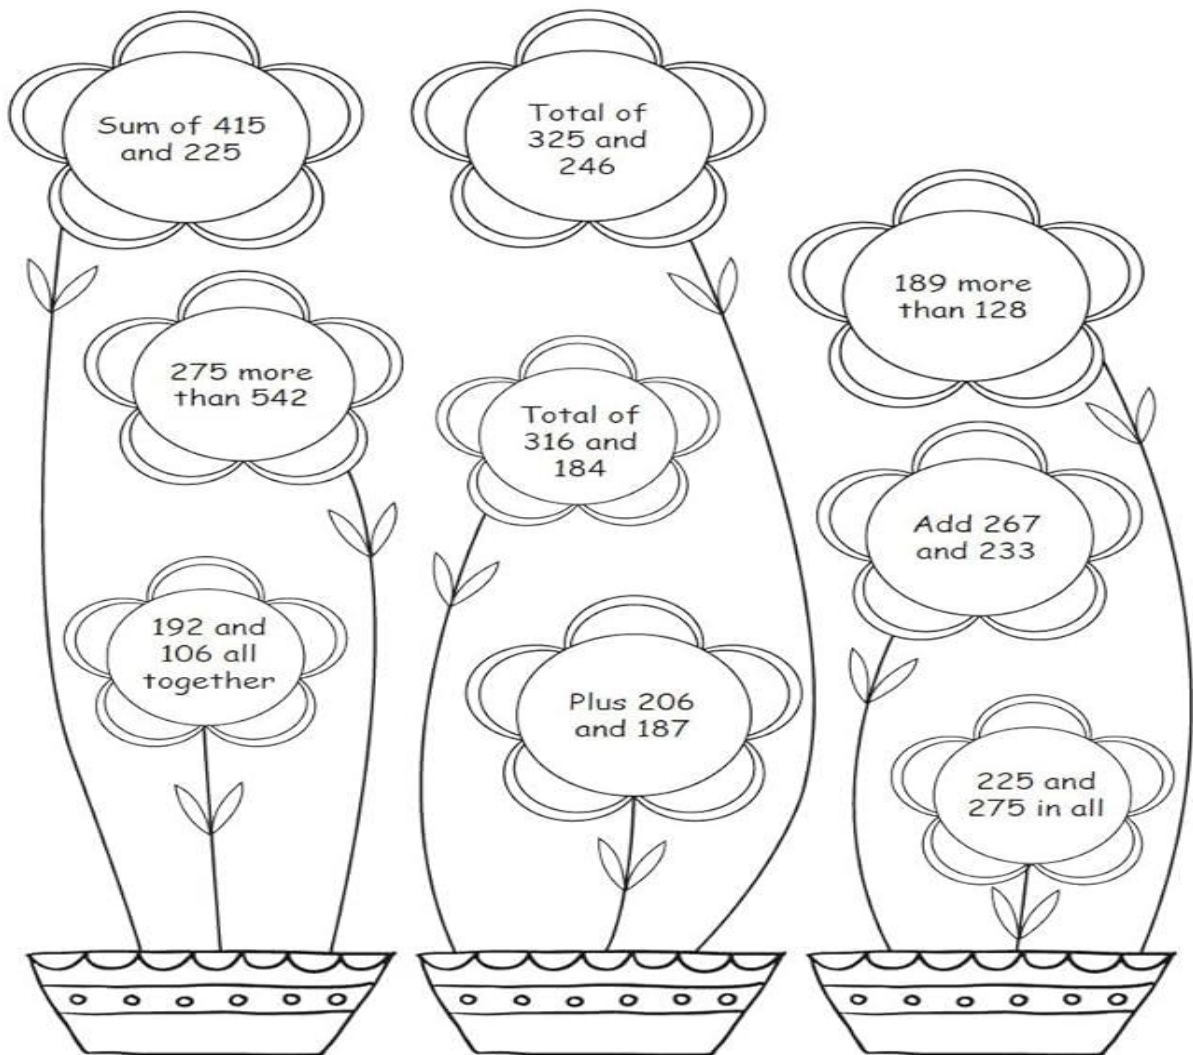 Sum of 415
and 225
Total of
325 and
246
189 more
than 128
275 more
than 542
Total of
316 and
184
Add 267
and 233
192 and
106 all
together
Plus 206
and 187
225 and
275 in all